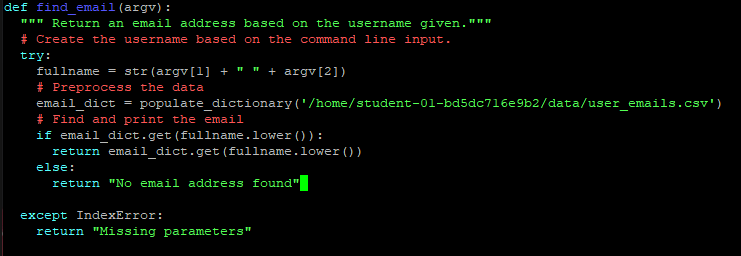 def find_email(argv):
  """ Return an email address based on the username given."""
  # Create the username based on the command line input.
  try:
    fullname = str(argv[1] + " " + argv[2])
    # Preprocess the data
    email_dict = populate_dictionary('/home/student-01-bd5dc716e9b2/data/user_emails.csv')
    # Find and print the email
    if email_dict.get(fullname.lower()):
      return email_dict.get(fullname.lower())
    else:
      return "No email address found"

  except IndexError:
    return "Missing parameters"